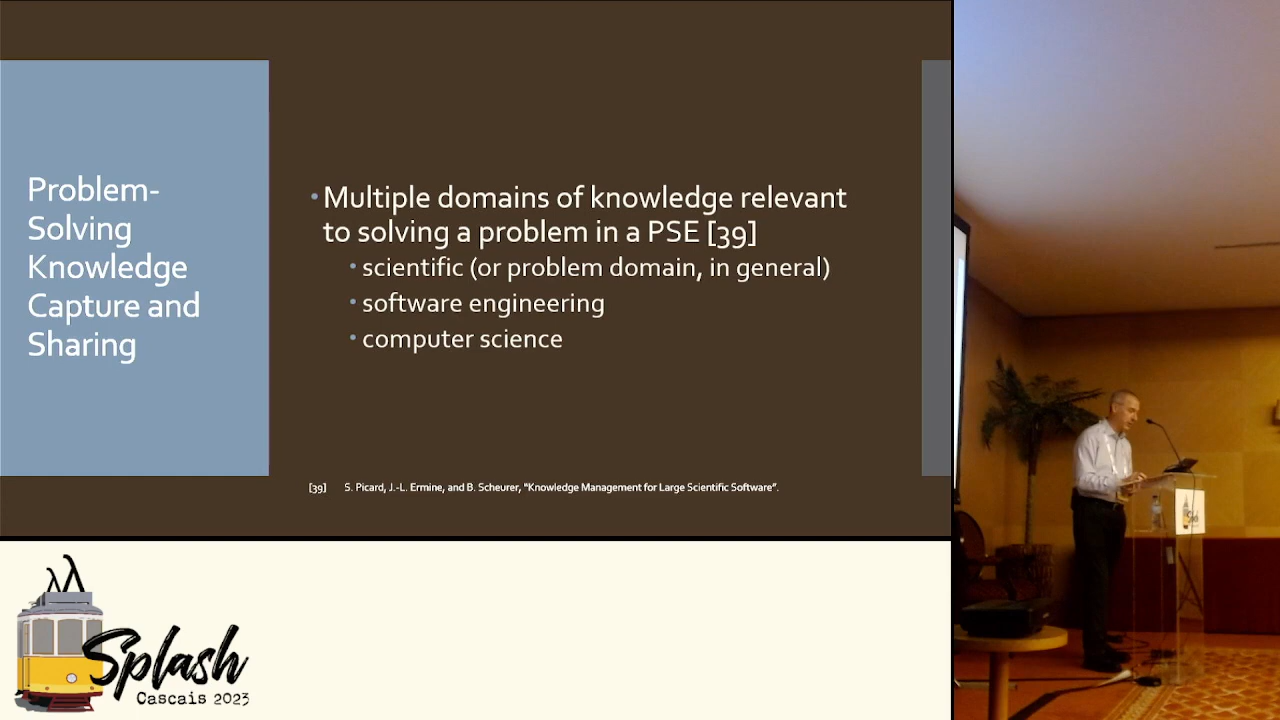 Problem-
Solving
Knowledge
Capture and
Sharing
• Multiple domains of knowledge relevant
to solving a problem in a PSE [39]
• scientific (or problem domain, in general)
• software engineering
• computer science
[39] S. Picard, J.-L. Ermine, and B. Scheurer, "Knowledge Management for Large Scientific Software".
Splash
Cascais 2023